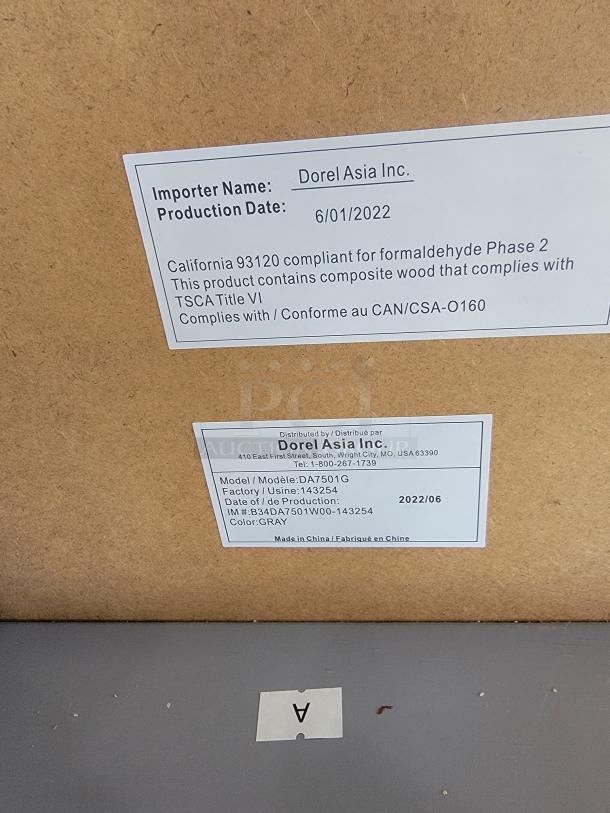 Importer Name: Dorel Asia Inc.
Production Date: 6/01/2022
California 93120 compliant for formaldehyde Phase 2
This product contains composite wood that complies with
TSCA Title VI
Complies with / Conforme au CAN/CSA-O160
PCI
Distributed by / Distribué par
Dorel Asia Inc.
410 East First Street, South, Wright City, MO, USA 63390
Tel: 1-800-267-1739
Model / Modèle:DA7501G
Factory / Usine:143254
Date of / de Production: 2022/06
IM #:B34DA7501W00-143254
Color:GRAY
Made in China / Fabriqué en Chine
A